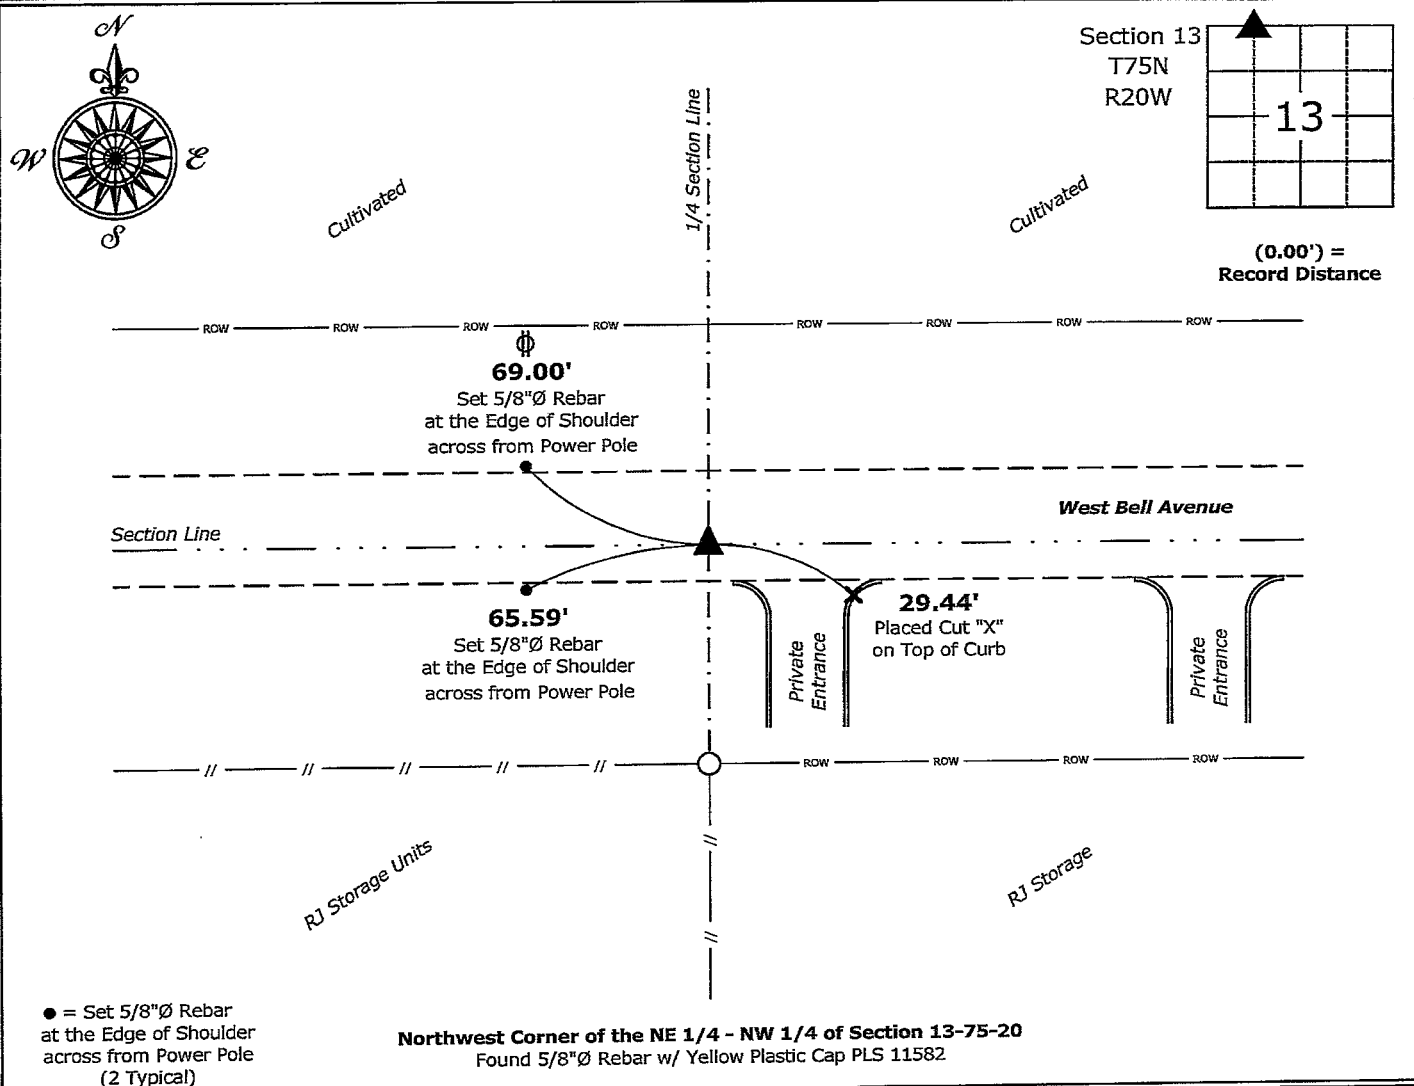 N
W
E
S
Section 13
T75N
R20W
13
(0.00') =
Record Distance
1/4 Section Line
Cultivated
Cultivated
ROW ROW ROW ROW ROW ROW ROW ROW
69.00'
Set 5/8"Ø Rebar
at the Edge of Shoulder
across from Power Pole
West Bell Avenue
Section Line
65.59'
Set 5/8"Ø Rebar
at the Edge of Shoulder
across from Power Pole
29.44'
Placed Cut "X"
on Top of Curb
Private
Entrance
Private
Entrance
// // // // // ROW ROW ROW ROW
//
//
RJ Storage Units
RJ Storage
● = Set 5/8"Ø Rebar
at the Edge of Shoulder
across from Power Pole
(2 Typical)
Northwest Corner of the NE 1/4 - NW 1/4 of Section 13-75-20
Found 5/8"Ø Rebar w/ Yellow Plastic Cap PLS 11582